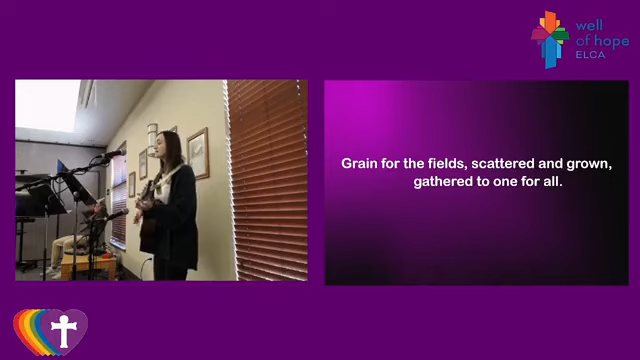 well
of hope
ELCA
Grain for the fields, scattered and grown,
gathered to one for all.